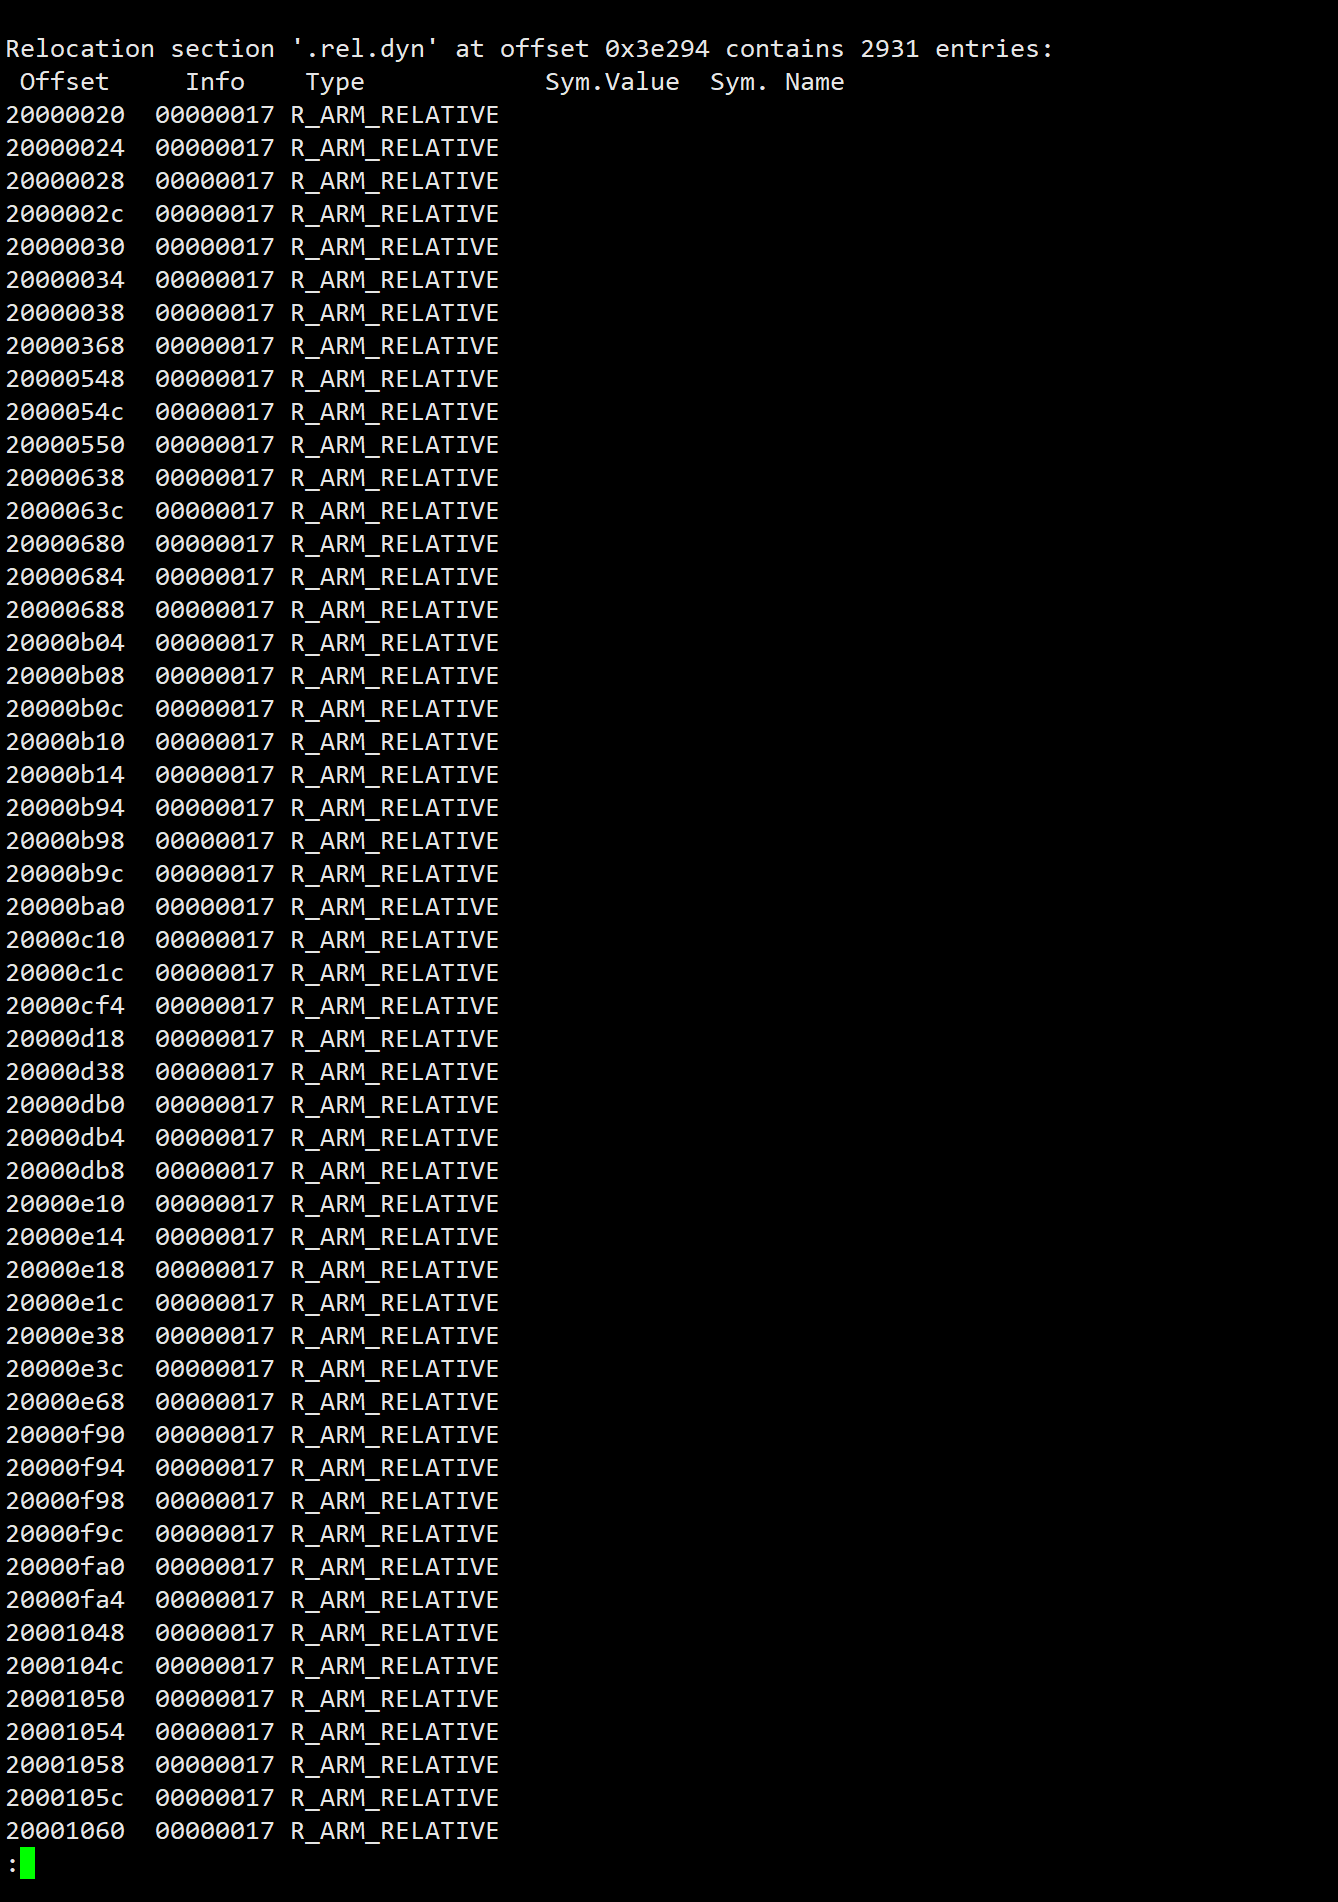 Relocation section '.rel.dyn' at offset 0x3e294 contains 2931 entries:
 Offset     Info    Type            Sym.Value  Sym. Name
20000020  00000017 R_ARM_RELATIVE
20000024  00000017 R_ARM_RELATIVE
20000028  00000017 R_ARM_RELATIVE
2000002c  00000017 R_ARM_RELATIVE
20000030  00000017 R_ARM_RELATIVE
20000034  00000017 R_ARM_RELATIVE
20000038  00000017 R_ARM_RELATIVE
20000368  00000017 R_ARM_RELATIVE
20000548  00000017 R_ARM_RELATIVE
2000054c  00000017 R_ARM_RELATIVE
20000550  00000017 R_ARM_RELATIVE
20000638  00000017 R_ARM_RELATIVE
2000063c  00000017 R_ARM_RELATIVE
20000680  00000017 R_ARM_RELATIVE
20000684  00000017 R_ARM_RELATIVE
20000688  00000017 R_ARM_RELATIVE
20000b04  00000017 R_ARM_RELATIVE
20000b08  00000017 R_ARM_RELATIVE
20000b0c  00000017 R_ARM_RELATIVE
20000b10  00000017 R_ARM_RELATIVE
20000b14  00000017 R_ARM_RELATIVE
20000b94  00000017 R_ARM_RELATIVE
20000b98  00000017 R_ARM_RELATIVE
20000b9c  00000017 R_ARM_RELATIVE
20000ba0  00000017 R_ARM_RELATIVE
20000c10  00000017 R_ARM_RELATIVE
20000c1c  00000017 R_ARM_RELATIVE
20000cf4  00000017 R_ARM_RELATIVE
20000d18  00000017 R_ARM_RELATIVE
20000d38  00000017 R_ARM_RELATIVE
20000db0  00000017 R_ARM_RELATIVE
20000db4  00000017 R_ARM_RELATIVE
20000db8  00000017 R_ARM_RELATIVE
20000e10  00000017 R_ARM_RELATIVE
20000e14  00000017 R_ARM_RELATIVE
20000e18  00000017 R_ARM_RELATIVE
20000e1c  00000017 R_ARM_RELATIVE
20000e38  00000017 R_ARM_RELATIVE
20000e3c  00000017 R_ARM_RELATIVE
20000e68  00000017 R_ARM_RELATIVE
20000f90  00000017 R_ARM_RELATIVE
20000f94  00000017 R_ARM_RELATIVE
20000f98  00000017 R_ARM_RELATIVE
20000f9c  00000017 R_ARM_RELATIVE
20000fa0  00000017 R_ARM_RELATIVE
20000fa4  00000017 R_ARM_RELATIVE
20001048  00000017 R_ARM_RELATIVE
2000104c  00000017 R_ARM_RELATIVE
20001050  00000017 R_ARM_RELATIVE
20001054  00000017 R_ARM_RELATIVE
20001058  00000017 R_ARM_RELATIVE
2000105c  00000017 R_ARM_RELATIVE
20001060  00000017 R_ARM_RELATIVE
: